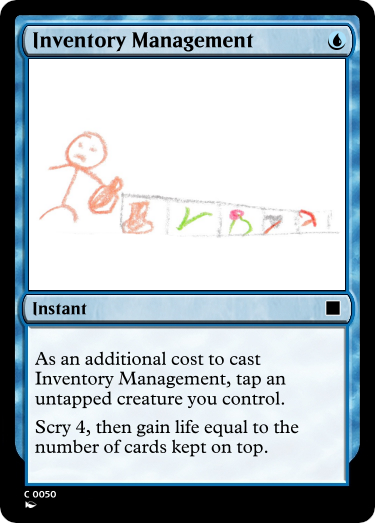 Inventory Management
Instant
As an additional cost to cast
Inventory Management, tap an
untapped creature you control.
Scry 4, then gain life equal to the
number of cards kept on top.
C 0050